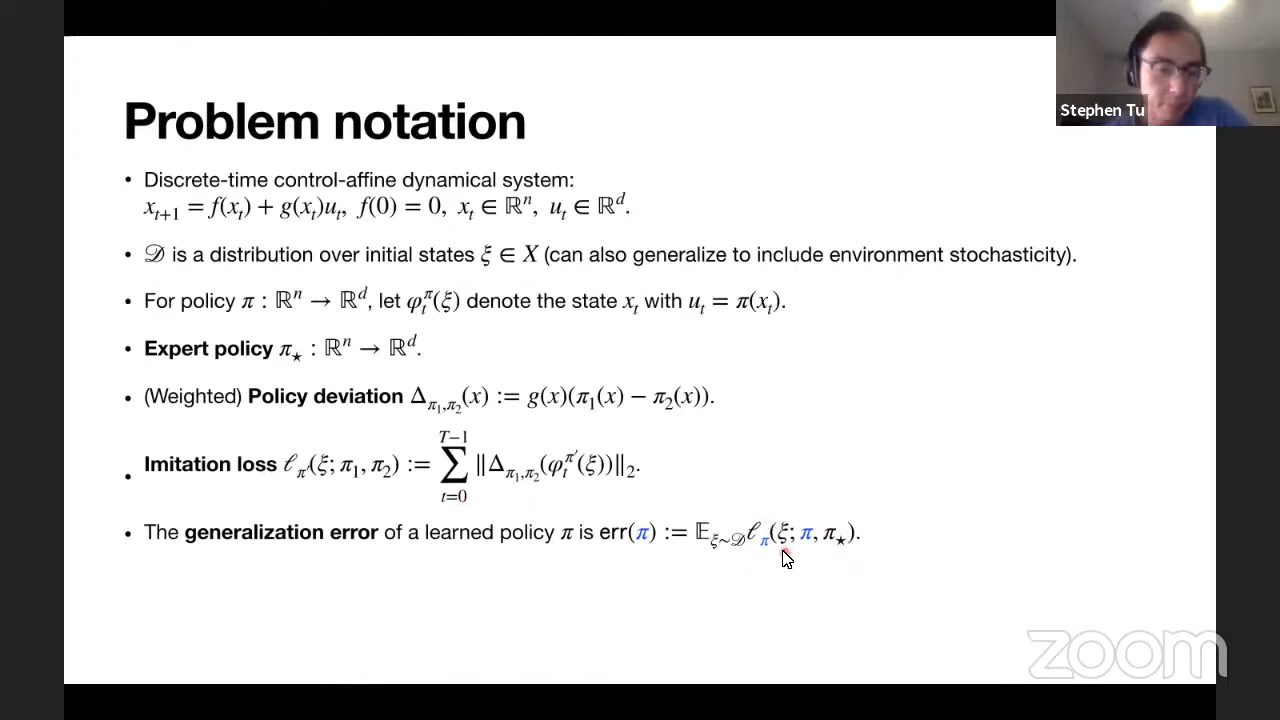 Stephen Tu
Problem notation
• Discrete-time control-affine dynamical system:
x_{t+1} = f(x_t) + g(x_t)u_t, f(0) = 0, x_t ∈ ℝ^n, u_t ∈ ℝ^d.
• 𝒟 is a distribution over initial states ξ ∈ X (can also generalize to include environment stochasticity).
• For policy π : ℝ^n → ℝ^d, let φ_t^π(ξ) denote the state x_t with u_t = π(x_t).
• Expert policy π_⋆ : ℝ^n → ℝ^d.
• (Weighted) Policy deviation Δ_{π_1,π_2}(x) := g(x)(π_1(x) − π_2(x)).
• Imitation loss ℓ_{π′}(ξ; π_1, π_2) := ∑_{t=0}^{T−1} ‖Δ_{π_1,π_2}(φ_t^{π′}(ξ))‖_2.
• The generalization error of a learned policy π is err(π) := 𝔼_{ξ∼𝒟} ℓ_π(ξ; π, π_⋆).
zoom